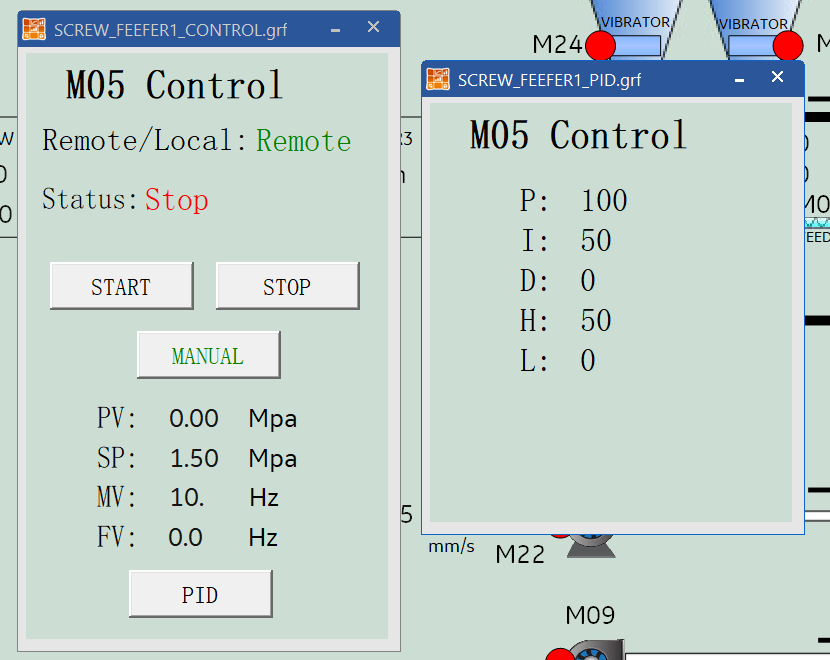 SCREW_FEEFER1_CONTROL.grf
M05 Control
Remote/Local: Remote
Status: Stop
START STOP
MANUAL
PV: 0.00 Mpa
SP: 1.50 Mpa
MV: 10. Hz
FV: 0.0 Hz
PID
VIBRATOR
VIBRATOR
M24
SCREW_FEEFER1_PID.grf
M05 Control
P: 100
I: 50
D: 0
H: 50
L: 0
mm/s
M22
M09